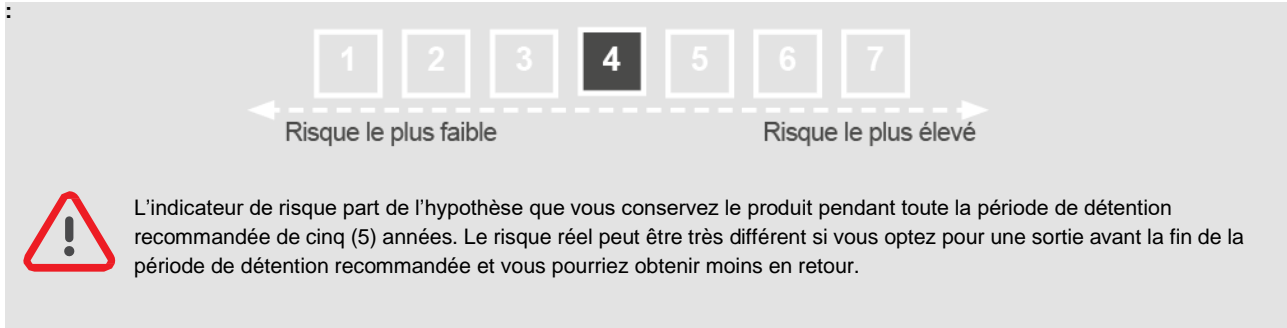 :
1 2 3 4 5 6 7
Risque le plus faible Risque le plus élevé
L'indicateur de risque part de l'hypothèse que vous conservez le produit pendant toute la période de détention
recommandée de cinq (5) années. Le risque réel peut être très différent si vous optez pour une sortie avant la fin de la
période de détention recommandée et vous pourriez obtenir moins en retour.